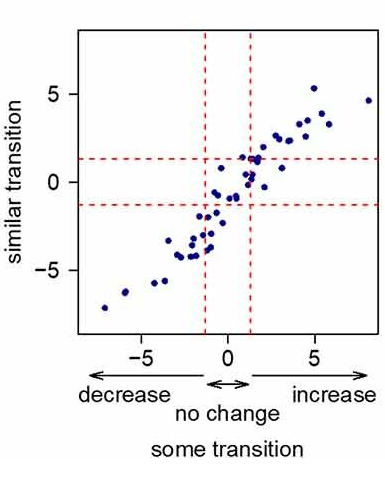 similar transition
5
0
−5
−5 0 5
decrease increase
no change
some transition